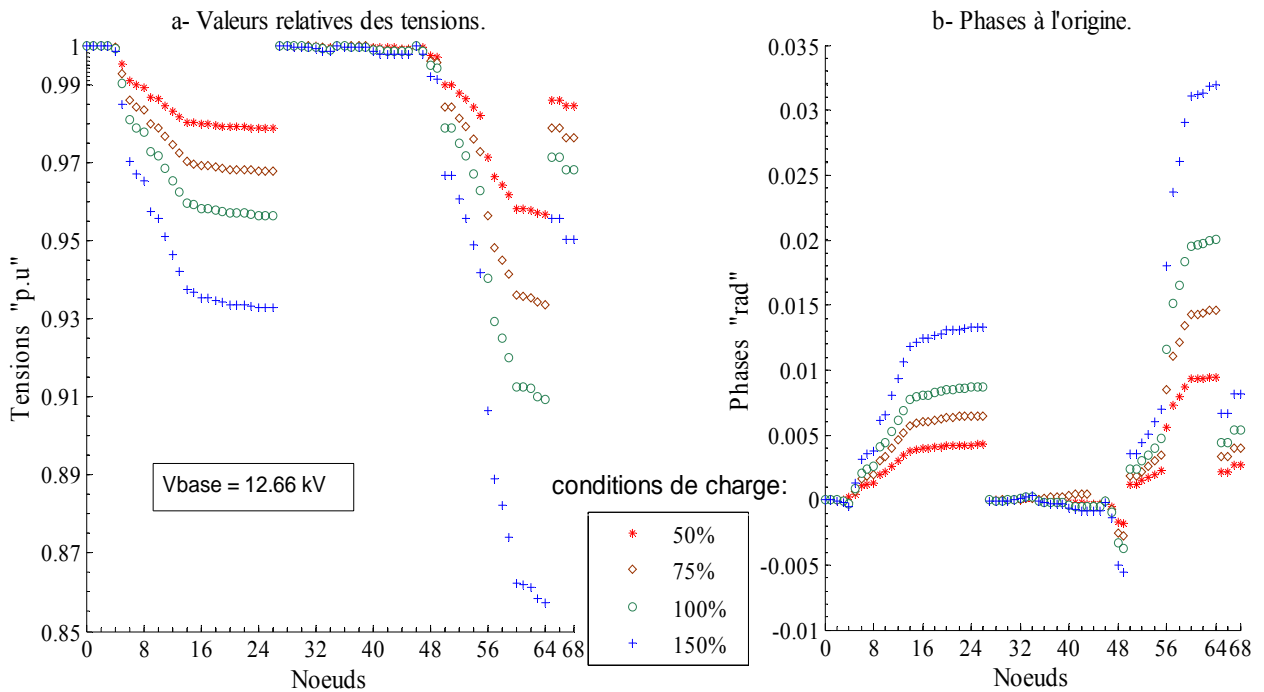 a- Valeurs relatives des tensions.
1
0.99
0.97
0.95
0.93
0.91
0.89
0.87
0.85
Tensions "p.u"
0 8 16 24 32 40 48 56 64 68
Noeuds
Vbase = 12.66 kV
conditions de charge:
50%
75%
100%
150%
b- Phases à l'origine.
0.035
0.03
0.025
0.02
0.015
0.01
0.005
0
-0.005
-0.01
Phases "rad"
0 8 16 24 32 40 48 56 64 68
Noeuds